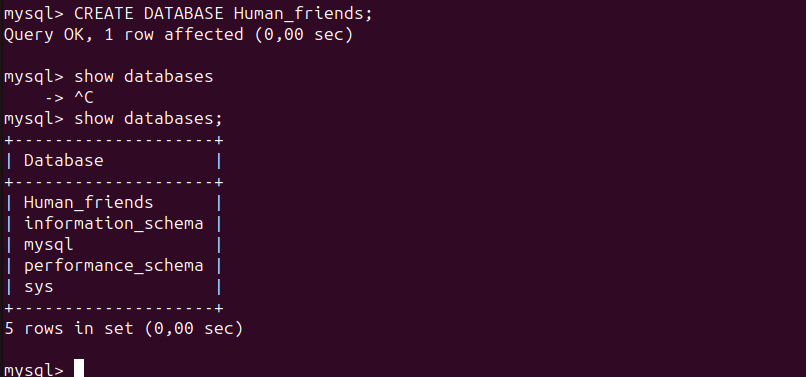 mysql> CREATE DATABASE Human_friends;
Query OK, 1 row affected (0,00 sec)

mysql> show databases
    -> ^C
mysql> show databases;
+--------------------+
| Database           |
+--------------------+
| Human_friends      |
| information_schema |
| mysql              |
| performance_schema |
| sys                |
+--------------------+
5 rows in set (0,00 sec)

mysql>